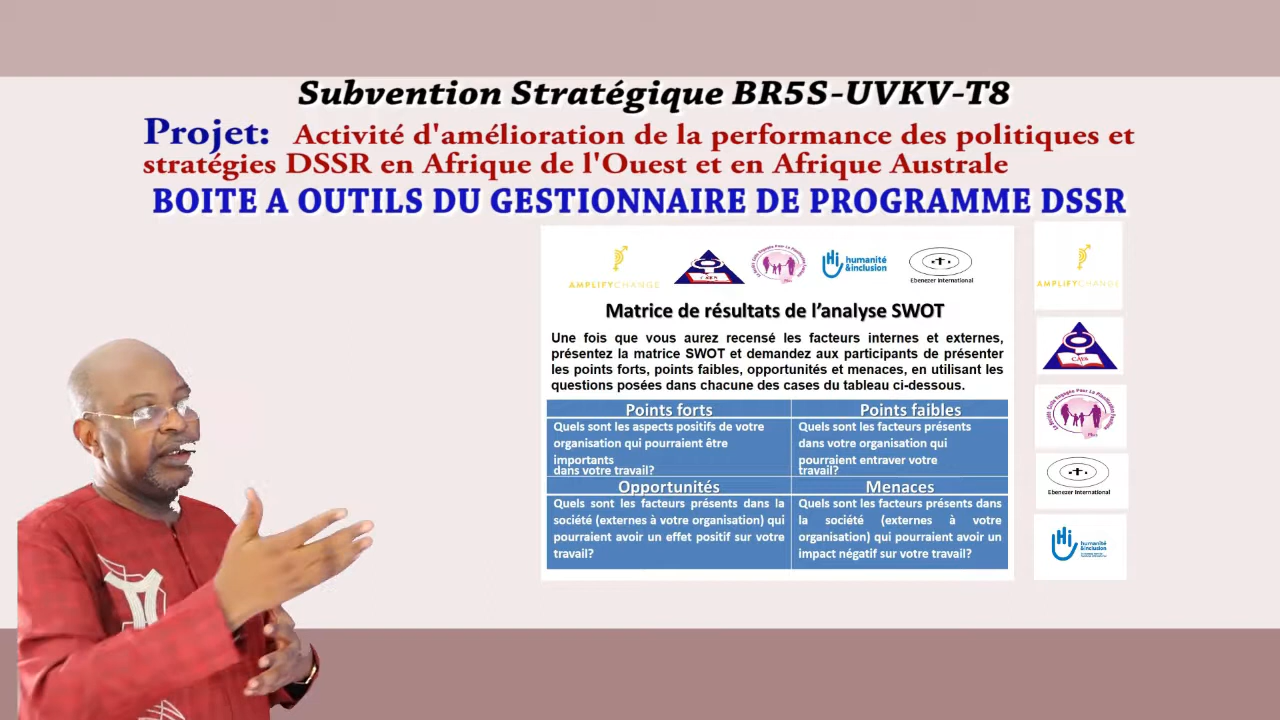 Subvention Stratégique BR5S-UVKV-T8
Projet: Activité d'amélioration de la performance des politiques et
stratégies DSSR en Afrique de l'Ouest et en Afrique Australe
BOITE A OUTILS DU GESTIONNAIRE DE PROGRAMME DSSR
AMPLIFYCHANGE
Hi humanité
&inclusion
Ebenezer International
Matrice de résultats de l'analyse SWOT
Une fois que vous aurez recensé les facteurs internes et externes,
présentez la matrice SWOT et demandez aux participants de présenter
les points forts, points faibles, opportunités et menaces, en utilisant les
questions posées dans chacune des cases du tableau ci-dessous.
Points forts
Quels sont les aspects positifs de votre
organisation qui pourraient être
importants
dans votre travail?
Points faibles
Quels sont les facteurs présents
dans votre organisation qui
pourraient entraver votre
travail?
Opportunités
Quels sont les facteurs présents dans la
société (externes à votre organisation) qui
pourraient avoir un effet positif sur votre
travail?
Menaces
Quels sont les facteurs présents dans
la société (externes à votre
organisation) qui pourraient avoir un
impact négatif sur votre travail?
AMPLIFYCHANGE
CAYA
Plus
Ebenezer International
Hi humanité
&inclusion